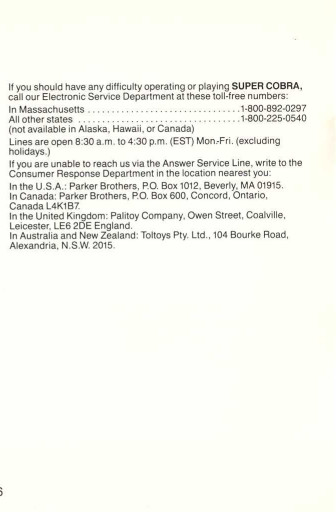 If you should have any difficulty operating or playing SUPER COBRA,
call our Electronic Service Department at these toll-free numbers:
In Massachusetts ...............................1-800-892-0297
All other states .................................1-800-225-0540
(not available in Alaska, Hawaii, or Canada)
Lines are open 8:30 a.m. to 4:30 p.m. (EST) Mon.-Fri. (excluding
holidays.)
If you are unable to reach us via the Answer Service Line, write to the
Consumer Response Department in the location nearest you:
In the U.S.A.: Parker Brothers, P.O. Box 1012, Beverly, MA 01915.
In Canada: Parker Brothers, P.O. Box 600, Concord, Ontario,
Canada L4K1B7.
In the United Kingdom: Palitoy Company, Owen Street, Coalville,
Leicester, LE6 2DE England.
In Australia and New Zealand: Toltoys Pty. Ltd., 104 Bourke Road,
Alexandria, N.S.W. 2015.
6